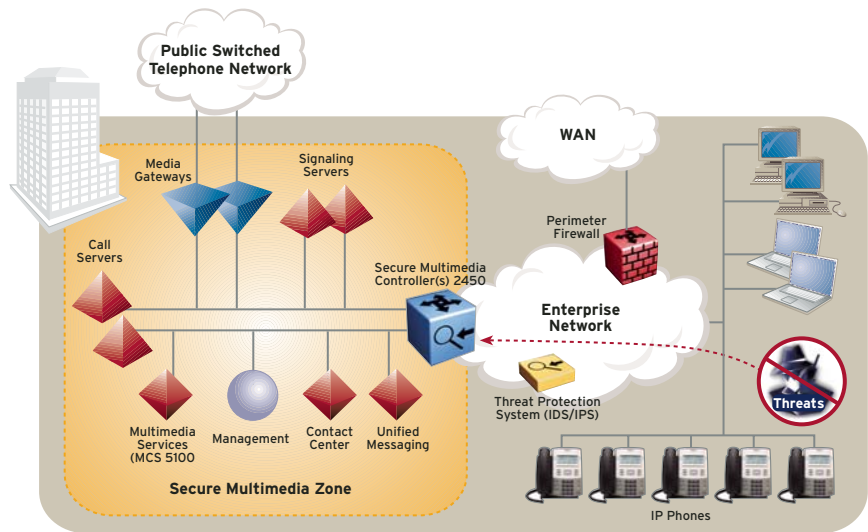 Public Switched
Telephone Network
WAN
Media
Gateways
Signaling
Servers
Perimeter
Firewall
Call
Servers
Secure Multimedia
Controller(s) 2450
Enterprise
Network
Threat Protection
System (IDS/IPS)
Threats
Multimedia
Services
(MCS 5100
Management
Contact
Center
Unified
Messaging
Secure Multimedia Zone
IP Phones